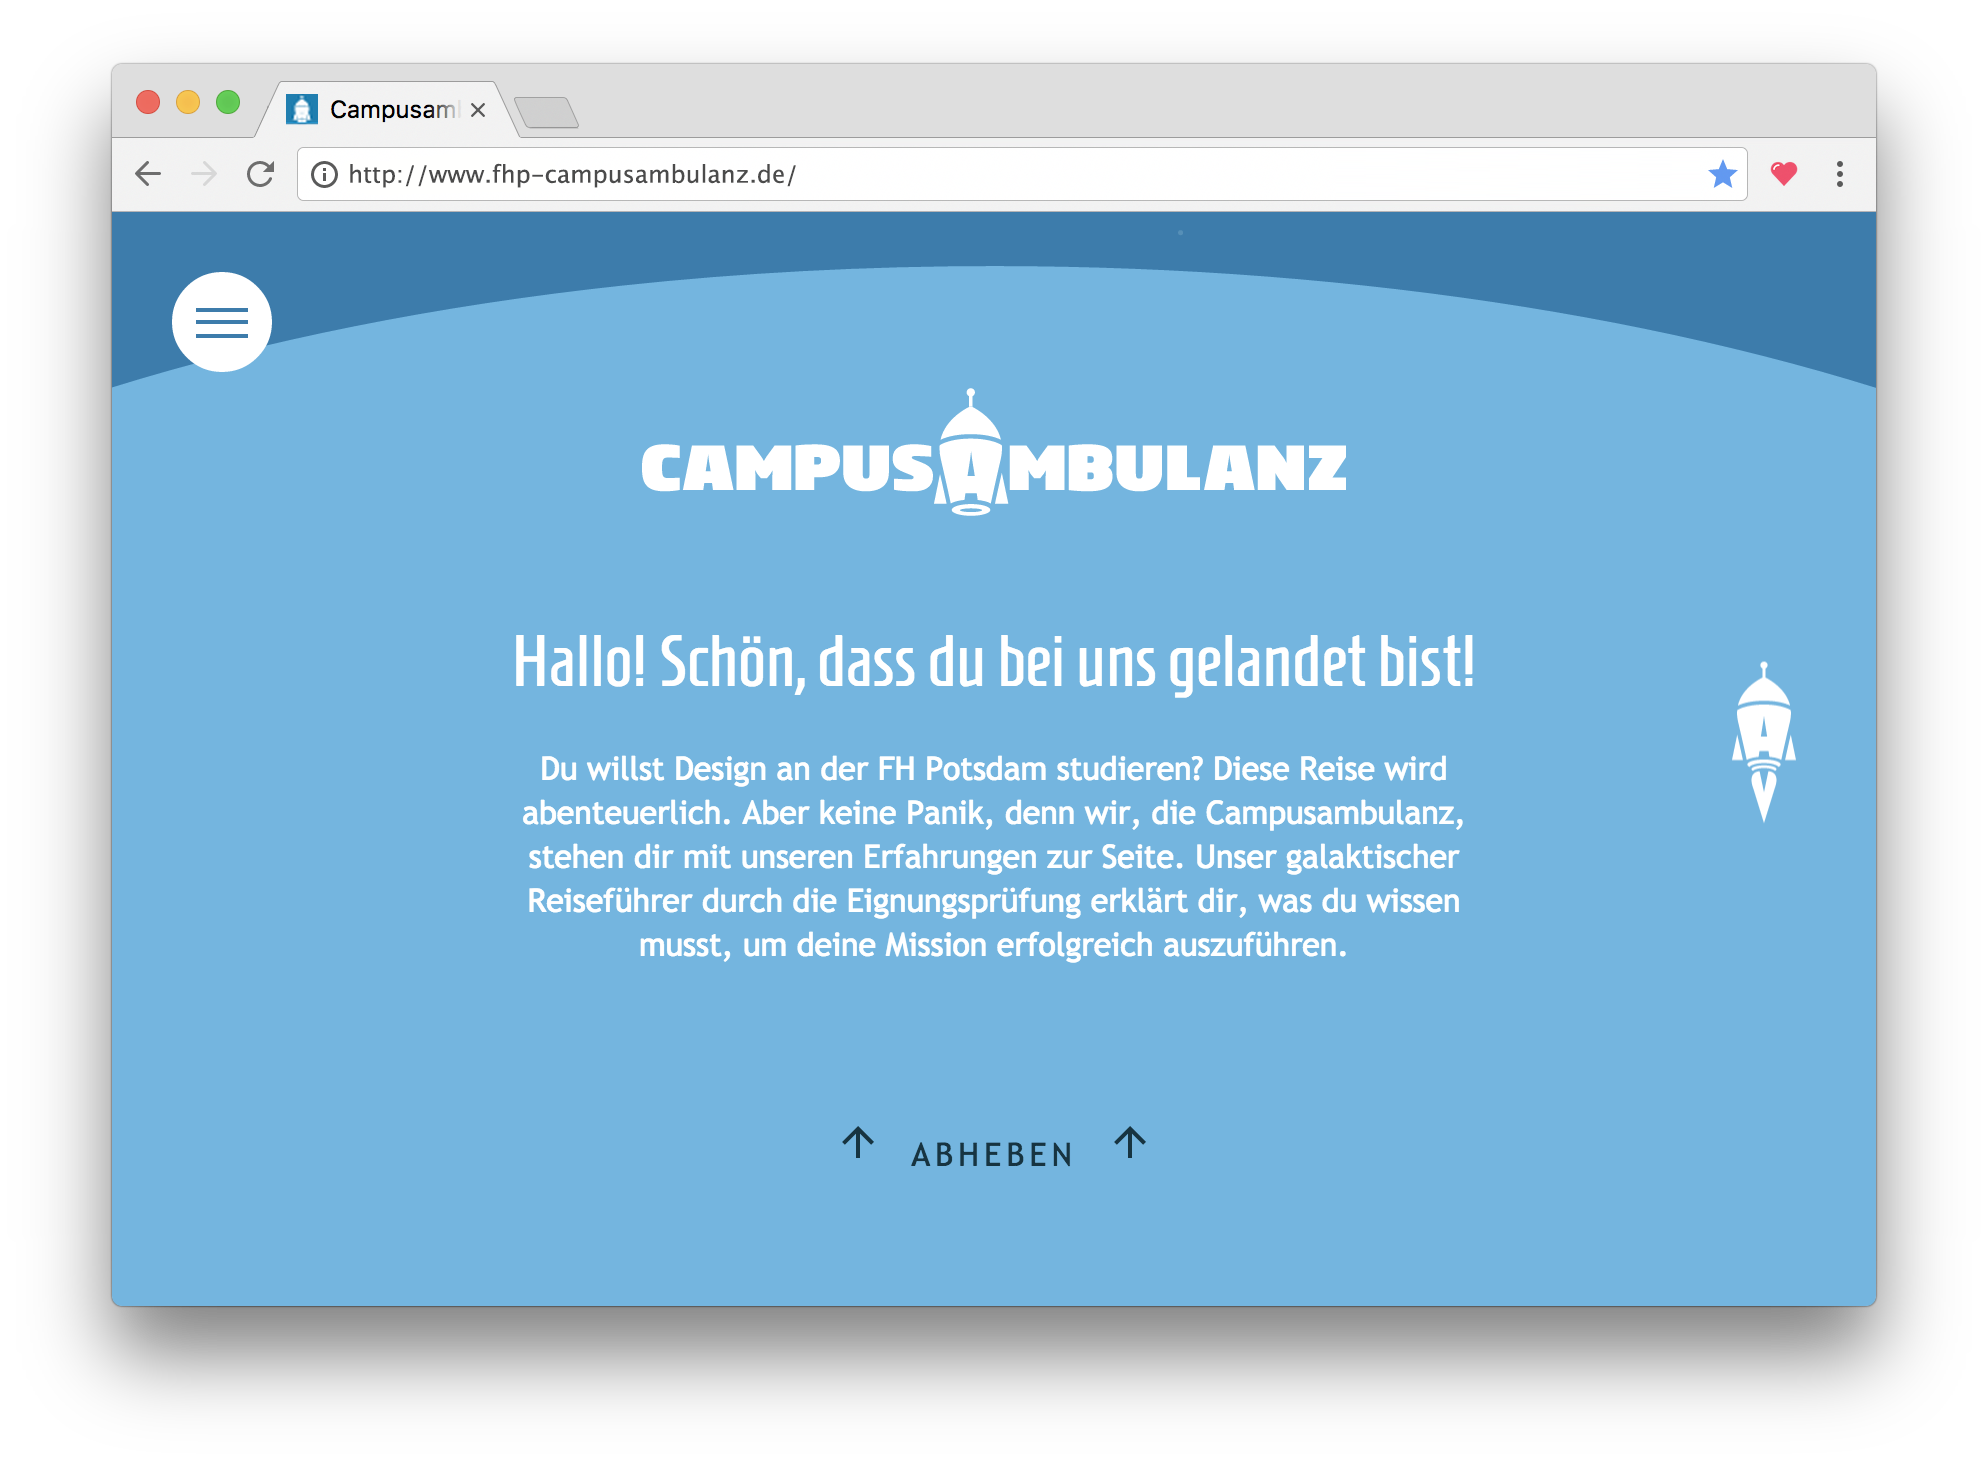 Campusam
http://www.fhp-campusambulanz.de/
CAMPUSAMBULANZ
Hallo! Schön, dass du bei uns gelandet bist!
Du willst Design an der FH Potsdam studieren? Diese Reise wird
abenteuerlich. Aber keine Panik, denn wir, die Campusambulanz,
stehen dir mit unseren Erfahrungen zur Seite. Unser galaktischer
Reiseführer durch die Eignungsprüfung erklärt dir, was du wissen
musst, um deine Mission erfolgreich auszuführen.
A
↑ ABHEBEN ↑